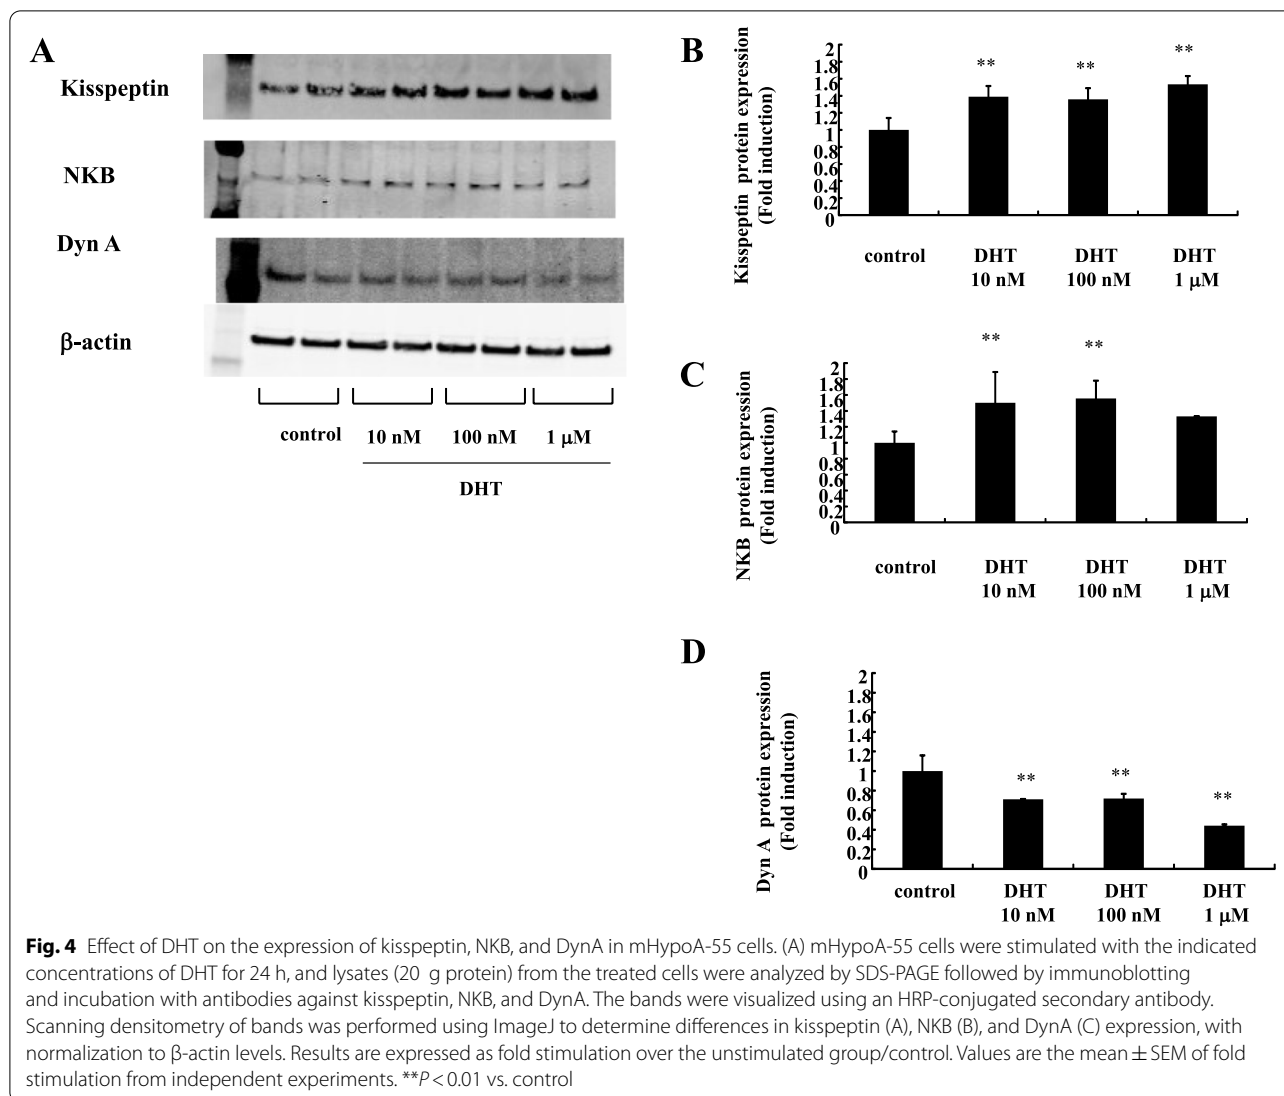 A
Kisspeptin
NKB
Dyn A
β-actin
control
10 nM
100 nM
1 μM
DHT
B
Kisspeptin protein expression
(Fold induction)
2
1.8
1.6
1.4
1.2
1
0.8
0.6
0.4
0.2
0
**
**
**
control
DHT
10 nM
DHT
100 nM
DHT
1 μM
C
NKB protein expression
(Fold induction)
2
1.8
1.6
1.4
1.2
1
0.8
0.6
0.4
0.2
0
**
**
control
DHT
10 nM
DHT
100 nM
DHT
1 μM
D
Dyn A protein expression
(Fold induction)
2
1.8
1.6
1.4
1.2
1
0.8
0.6
0.4
0.2
0
**
**
**
control
DHT
10 nM
DHT
100 nM
DHT
1 μM
Fig. 4 Effect of DHT on the expression of kisspeptin, NKB, and DynA in mHypoA-55 cells. (A) mHypoA-55 cells were stimulated with the indicated
concentrations of DHT for 24 h, and lysates (20 g protein) from the treated cells were analyzed by SDS-PAGE followed by immunoblotting
and incubation with antibodies against kisspeptin, NKB, and DynA. The bands were visualized using an HRP-conjugated secondary antibody.
Scanning densitometry of bands was performed using ImageJ to determine differences in kisspeptin (A), NKB (B), and DynA (C) expression, with
normalization to β-actin levels. Results are expressed as fold stimulation over the unstimulated group/control. Values are the mean ± SEM of fold
stimulation from independent experiments. **P < 0.01 vs. control